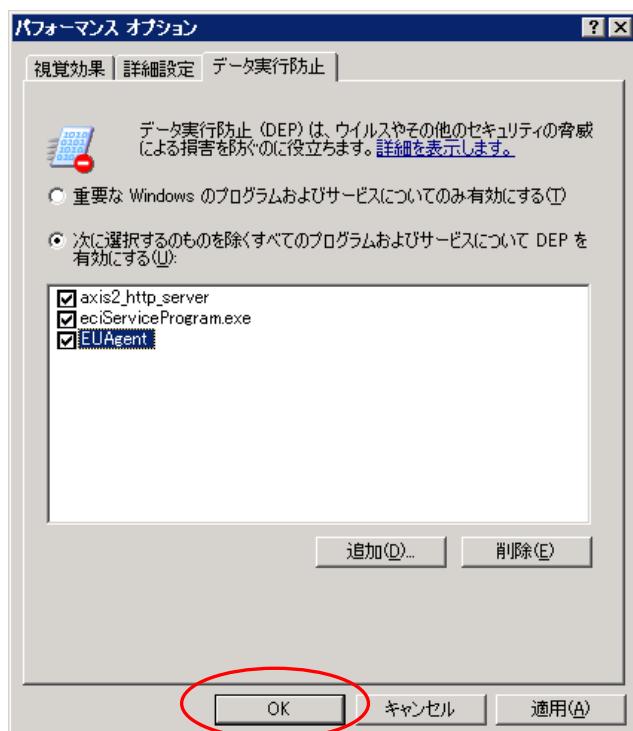 パフォーマンス オプション
視覚効果 詳細設定 データ実行防止
データ実行防止 (DEP) は、ウイルスやその他のセキュリティの脅威
による損害を防ぐのに役立ちます。詳細を表示します。
重要な Windows のプログラムおよびサービスについてのみ有効にする(T)
次に選択するのものを除くすべてのプログラムおよびサービスについて DEP を
有効にする(U):
axis2_http_server
eciServiceProgram.exe
EUAgent
追加(D)... 削除(E)
OK キャンセル 適用(A)